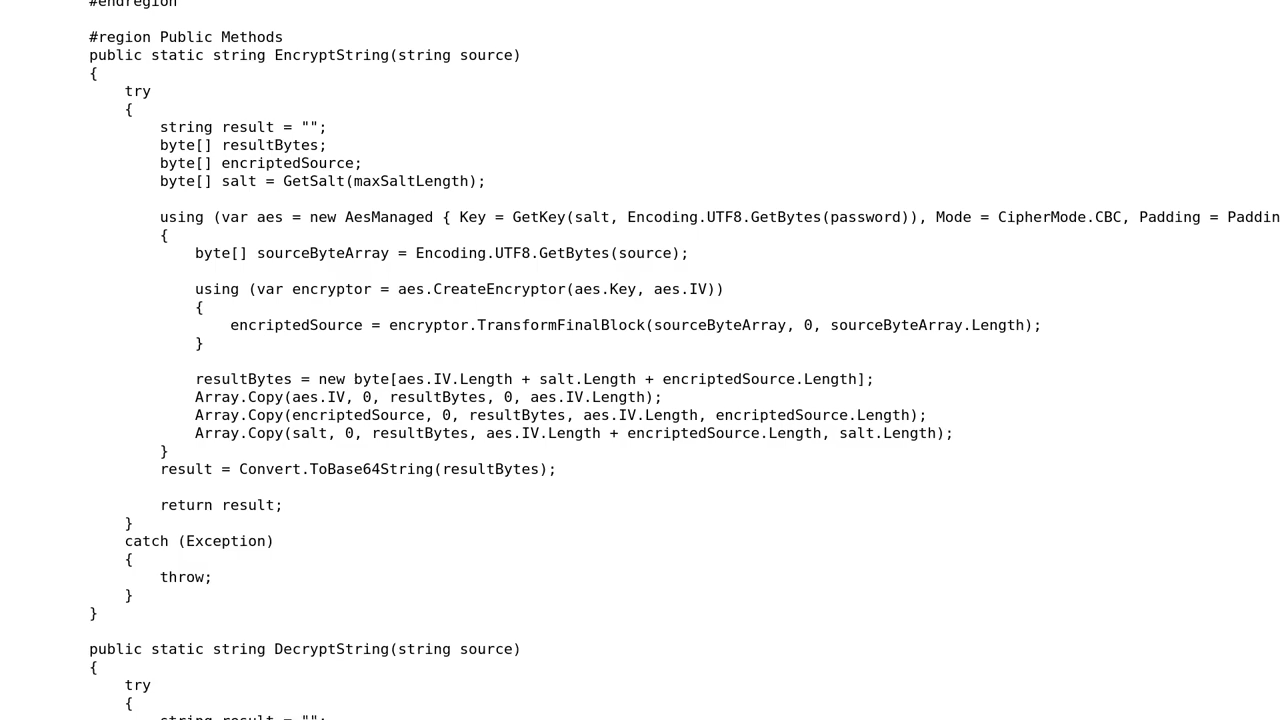 #endregion
#region Public Methods
public static string EncryptString(string source)
{
try
{
string result = "";
byte[] resultBytes;
byte[] encriptedSource;
byte[] salt = GetSalt(maxSaltLength);
using (var aes = new AesManaged { Key = GetKey(salt, Encoding.UTF8.GetBytes(password)), Mode = CipherMode.CBC, Padding = Paddin
{
byte[] sourceByteArray = Encoding.UTF8.GetBytes(source);
using (var encryptor = aes.CreateEncryptor(aes.Key, aes.IV))
{
encriptedSource = encryptor.TransformFinalBlock(sourceByteArray, 0, sourceByteArray.Length);
}
resultBytes = new byte[aes.IV.Length + salt.Length + encriptedSource.Length];
Array.Copy(aes.IV, 0, resultBytes, 0, aes.IV.Length);
Array.Copy(encriptedSource, 0, resultBytes, aes.IV.Length, encriptedSource.Length);
Array.Copy(salt, 0, resultBytes, aes.IV.Length + encriptedSource.Length, salt.Length);
}
result = Convert.ToBase64String(resultBytes);
return result;
}
catch (Exception)
{
throw;
}
}
public static string DecryptString(string source)
{
try
{
string result = "";